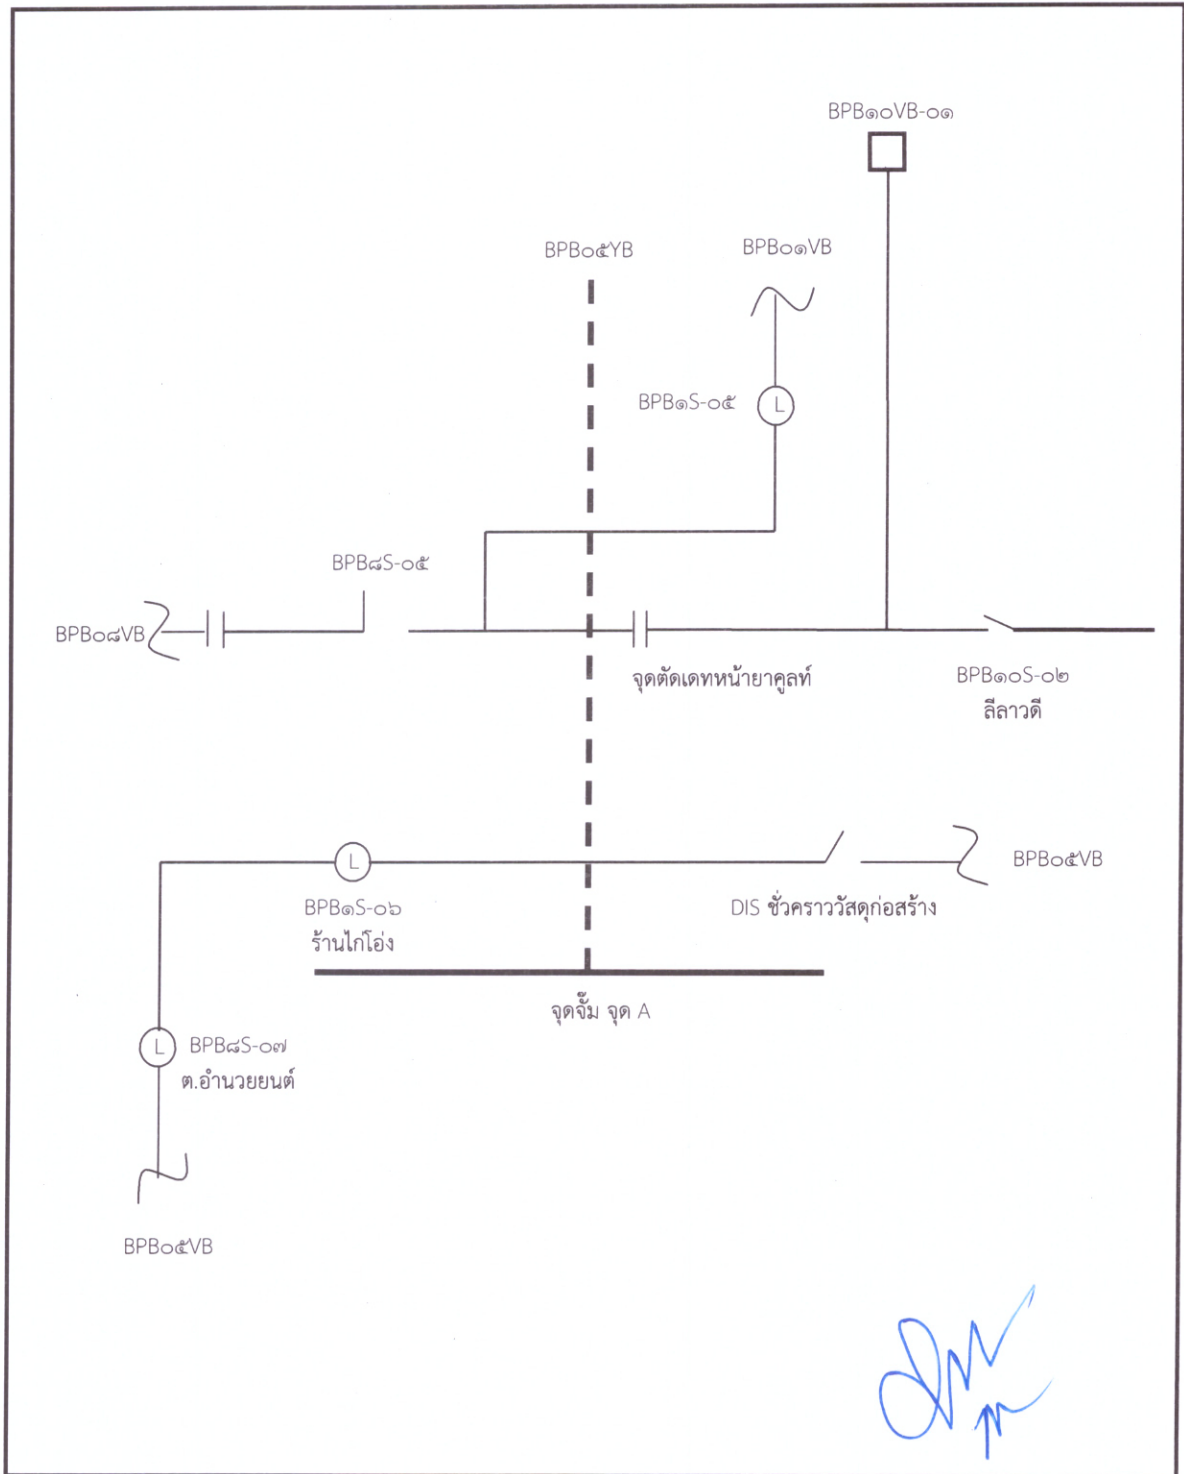 BPB๑๐VB-๐๑
BPB๐๕YB
BPB๐๑VB
BPB๑S-๐๕
L
BPB๘S-๐๕
BPB๐๘VB
จุดตัดเดทหน้ายาคูลท์
BPB๑๐S-๐๒
ลีลาวดี
L
BPB๐๕VB
BPB๑S-๐๖
ร้านไก่โอ่ง
DIS ชั่วคราววัสดุก่อสร้าง
จุดจั๊ม จุด A
L
BPB๘S-๐๗
ต.อำนวยยนต์
BPB๐๕VB